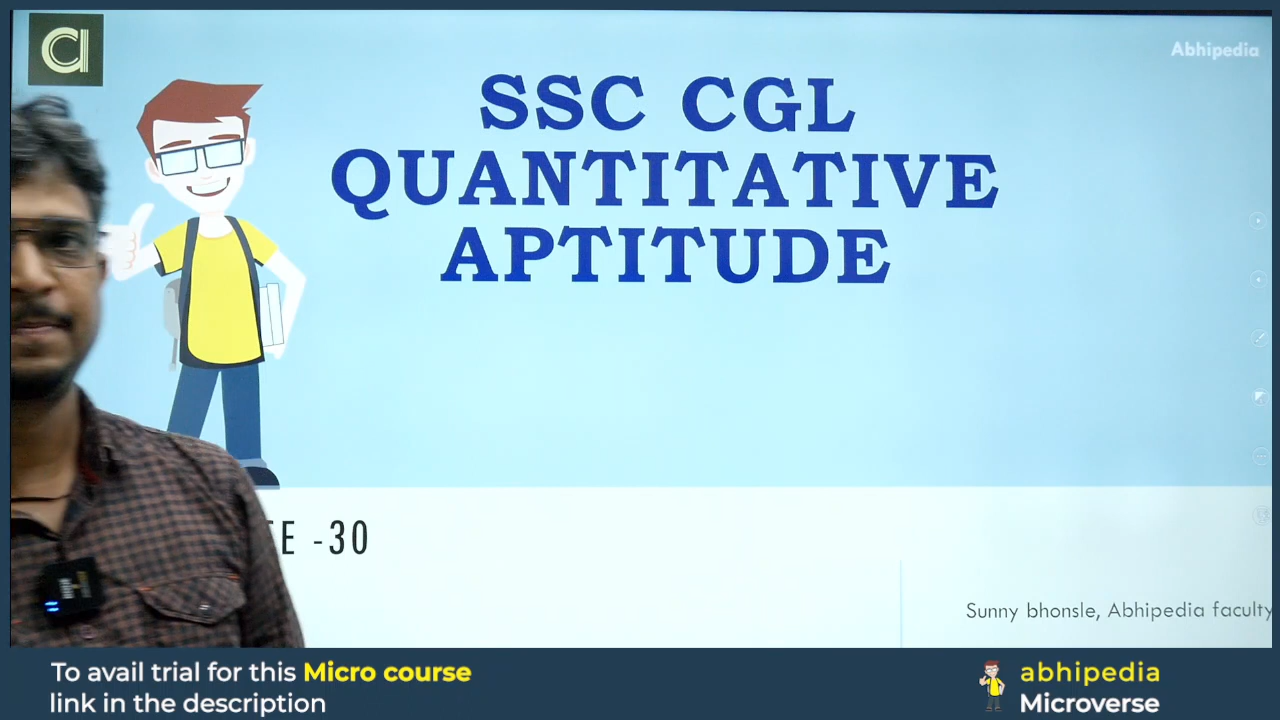 Abhipedia
SSC CGL
QUANTITATIVE
APTITUDE
-30
Sunny bhonsle, Abhipedia faculty
To avail trial for this Micro course
link in the description
abhipedia
Microverse